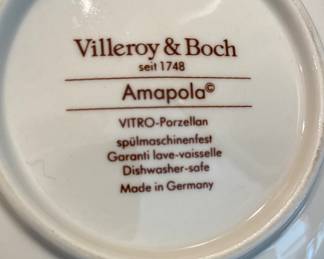 Villeroy & Boch
seit 1748
Amapola©
VITRO-Porzellan
spülmaschinenfest
Garanti lave-vaisselle
Dishwasher-safe
Made in Germany